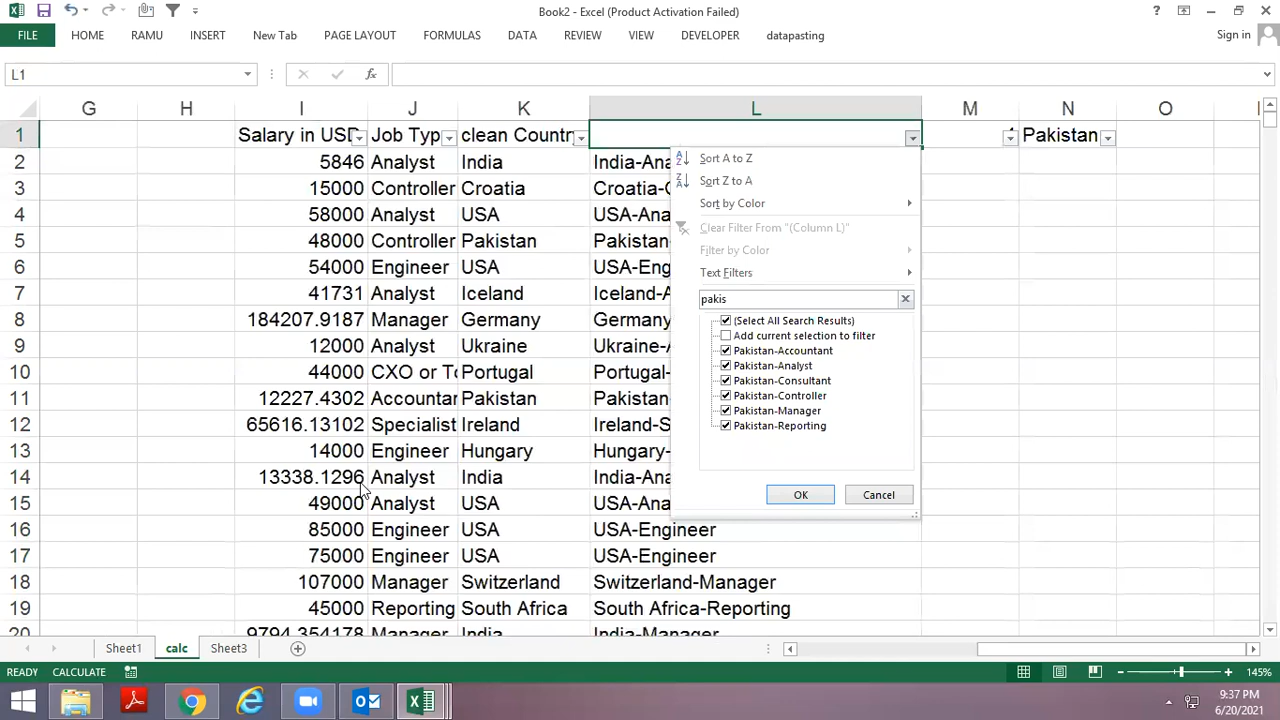 Book2 - Excel (Product Activation Failed)
?
FILE HOME RAMU INSERT New Tab PAGE LAYOUT FORMULAS DATA REVIEW VIEW DEVELOPER datapasting Sign in
L1 fx
G H I J K L M N O
1 Salary in USD Job Typ clean Countr Pakistan
2 5846 Analyst India India-Ana
3 15000 Controller Croatia Croatia-C
4 58000 Analyst USA USA-Ana
5 48000 Controller Pakistan Pakistan-
6 54000 Engineer USA USA-Eng
7 41731 Analyst Iceland Iceland-A
8 184207.9187 Manager Germany Germany-
9 12000 Analyst Ukraine Ukraine-A
10 44000 CXO or To Portugal Portugal-
11 12227.4302 Accountan Pakistan Pakistan-
12 65616.13102 Specialist Ireland Ireland-S
13 14000 Engineer Hungary Hungary-
14 13338.1296 Analyst India India-Ana
15 49000 Analyst USA USA-Ana
16 85000 Engineer USA USA-Engineer
17 75000 Engineer USA USA-Engineer
18 107000 Manager Switzerland Switzerland-Manager
19 45000 Reporting South Africa South Africa-Reporting
20 9794.354178 Manager India India-Manager
Sort A to Z
Sort Z to A
Sort by Color
Clear Filter From "(Column L)"
Filter by Color
Text Filters
pakis
(Select All Search Results)
Add current selection to filter
Pakistan-Accountant
Pakistan-Analyst
Pakistan-Consultant
Pakistan-Controller
Pakistan-Manager
Pakistan-Reporting
OK Cancel
Sheet1 calc Sheet3
READY CALCULATE 145%
9:37 PM
6/20/2021